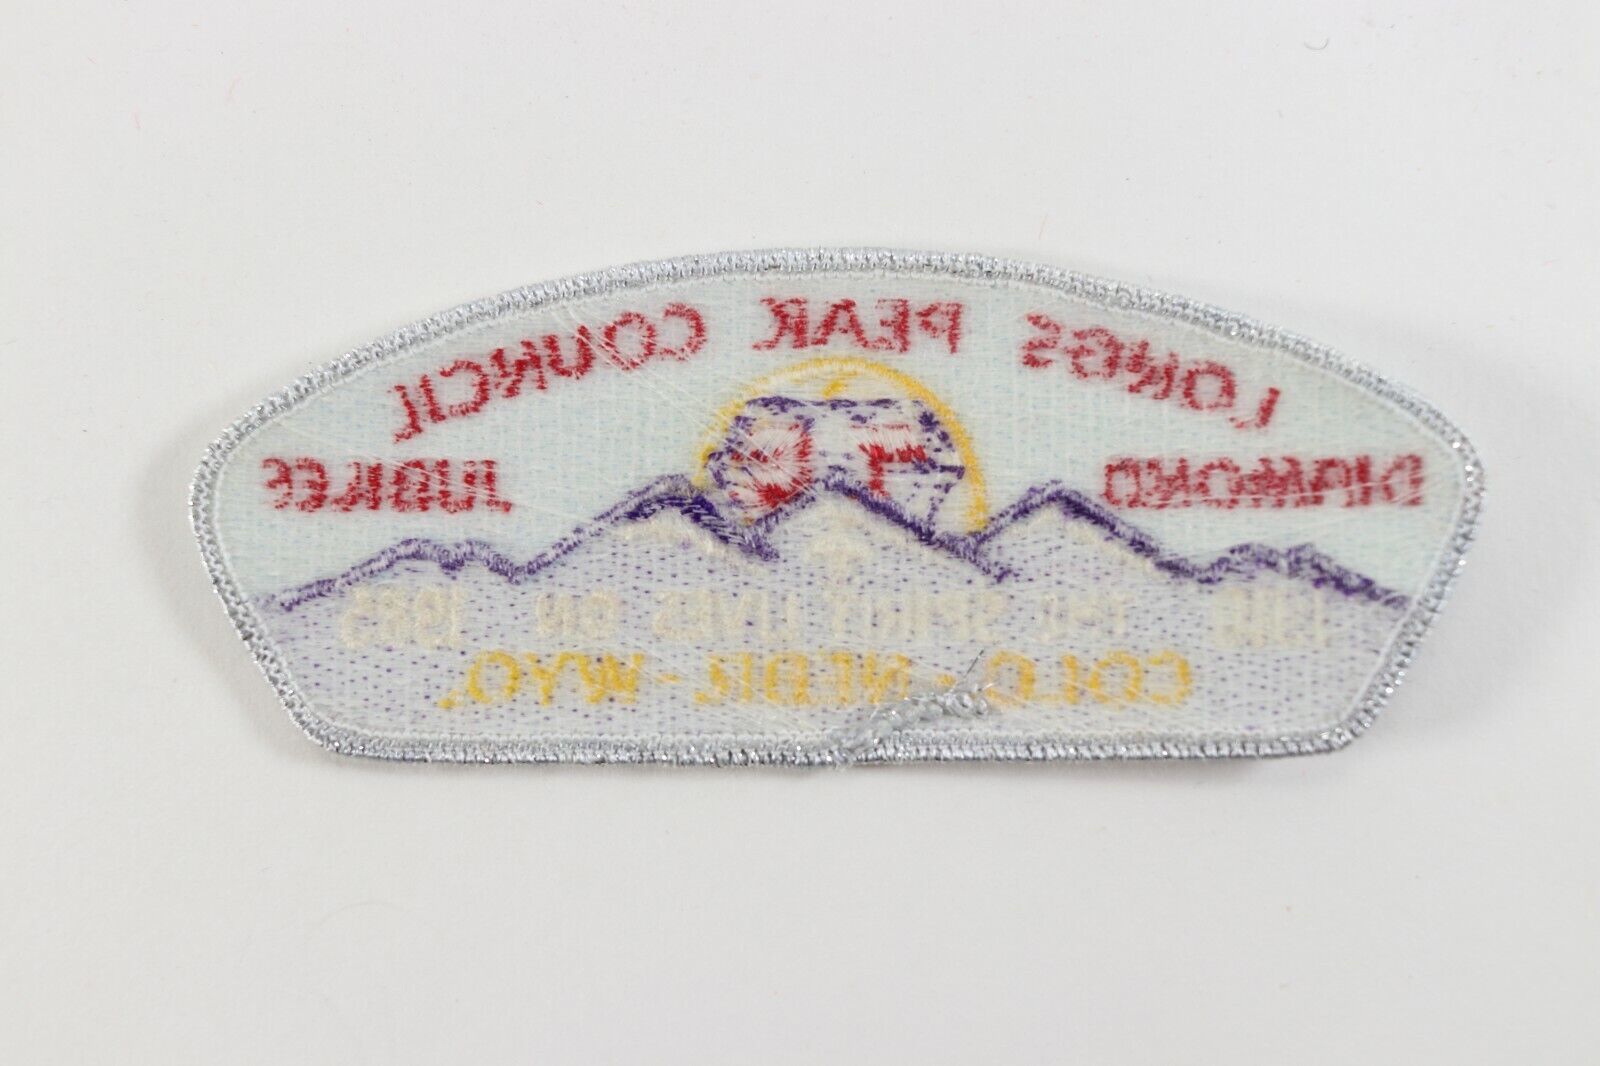 LONGS PEAK COUNCIL
DIAMOND 75 JUBILEE
1910 THE SPIRIT LIVES ON 1985
COLO - NEBR - WYO.